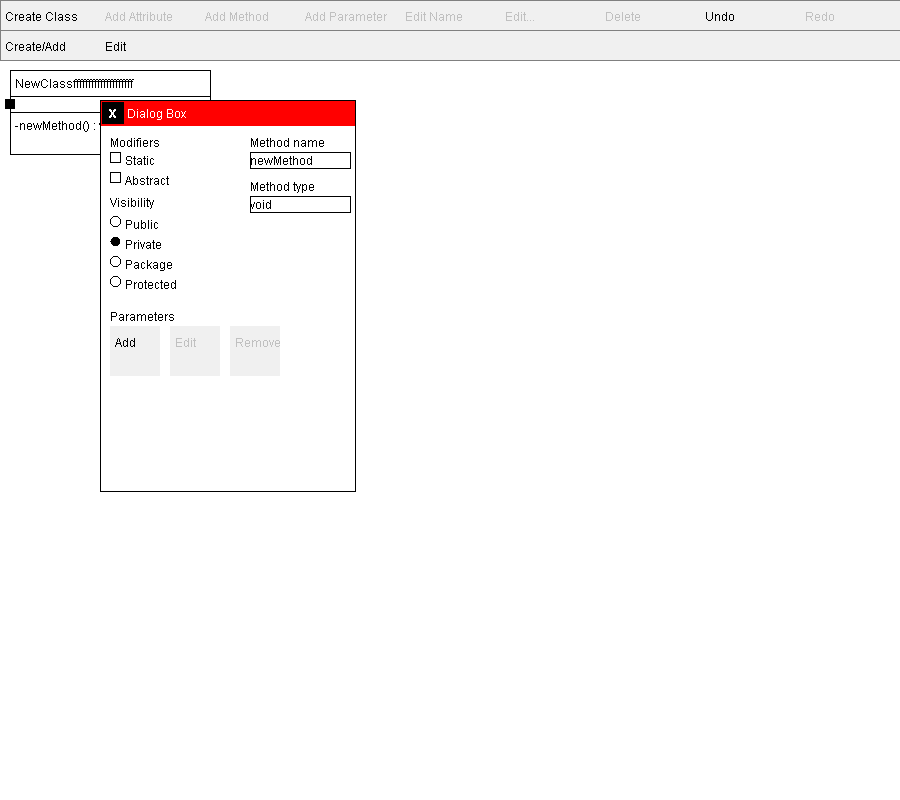 Create Class Add Attribute Add Method Add Parameter Edit Name Edit... Delete Undo Redo
Create/Add Edit
-newMethod() :
X Dialog Box
Modifiers
Static
Abstract
Visibility
Public
Private
Package
Protected
Method name
newMethod
Method type
void
Parameters
Add Edit Remove